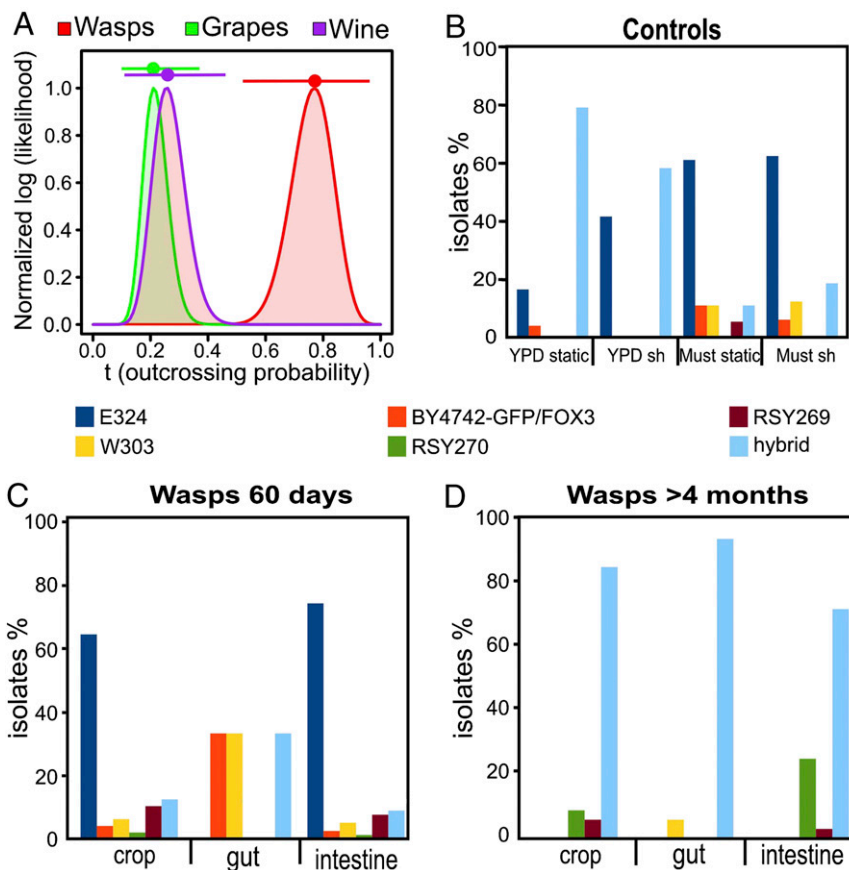 A
Wasps Grapes Wine
Normalized log (likelihood)
1.0
0.8
0.6
0.4
0.2
0.0
0.0 0.2 0.4 0.6 0.8 1.0
t (outcrossing probability)
B
Controls
isolates %
100
80
60
40
20
0
YPD static YPD sh Must static Must sh
E324 BY4742-GFP/FOX3 RSY269
W303 RSY270 hybrid
C
Wasps 60 days
isolates %
100
80
60
40
20
0
crop gut intestine
D
Wasps >4 months
isolates %
100
80
60
40
20
0
crop gut intestine